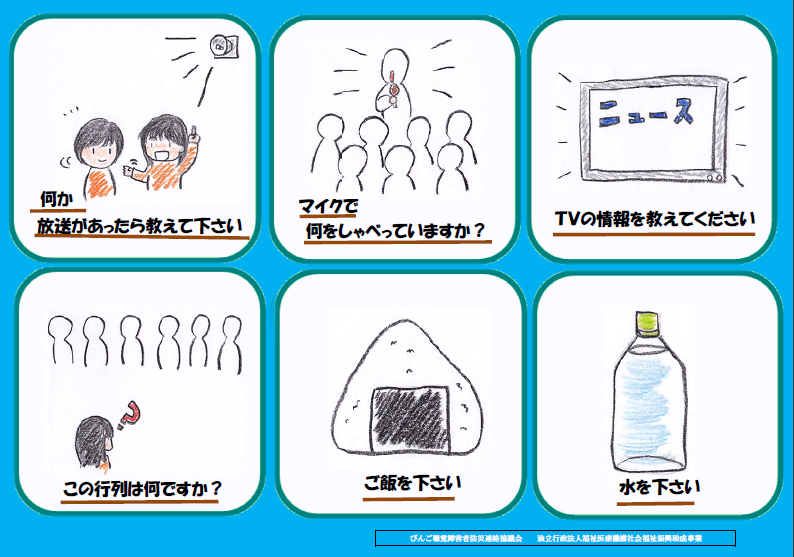 何か
放送があったら教えて下さい
マイクで
何をしゃべっていますか？
ニュース
TVの情報を教えてください
この行列は何ですか？
?
ご飯を下さい
水を下さい
びんご聴覚障害者防災連絡協議会　独立行政法人福祉医療機構社会福祉振興助成事業